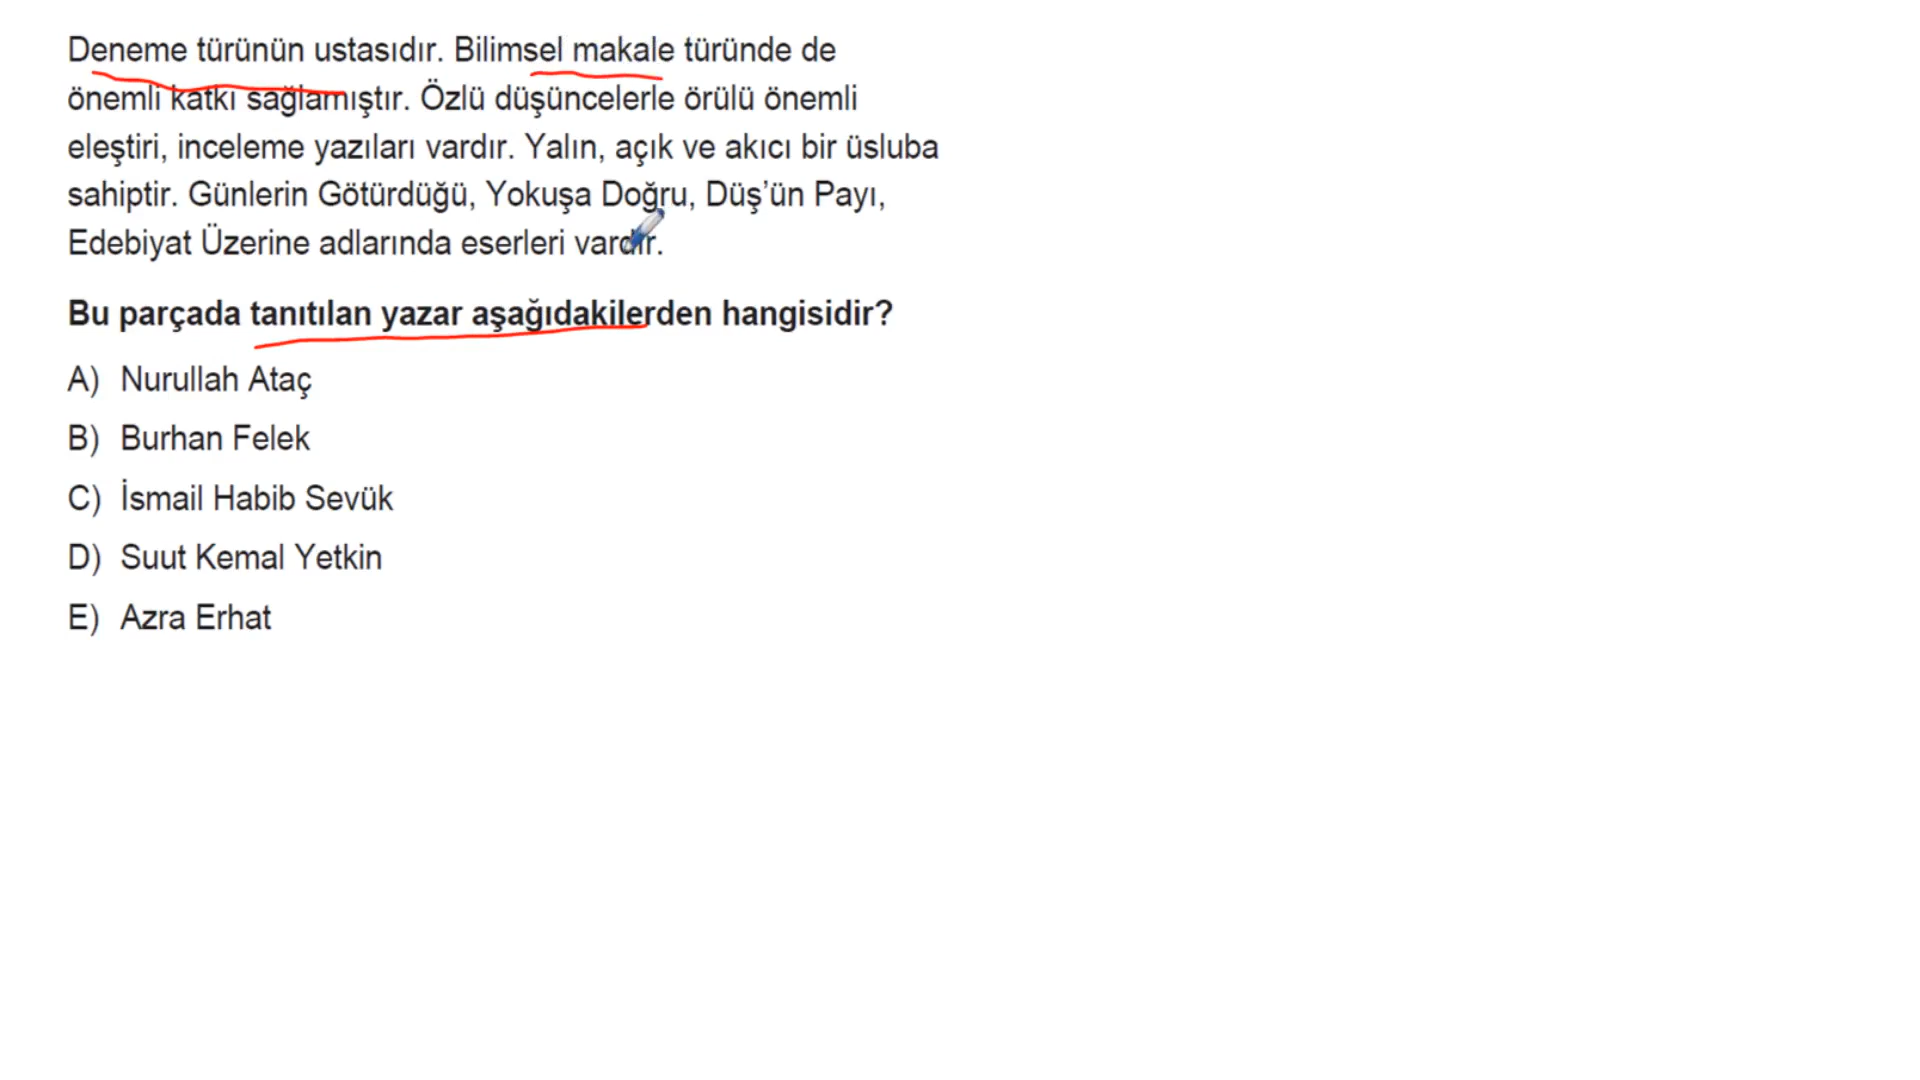 Deneme türünün ustasıdır. Bilimsel makale türünde de
önemli katkı sağlamıştır. Özlü düşüncelerle örülü önemli
eleştiri, inceleme yazıları vardır. Yalın, açık ve akıcı bir üsluba
sahiptir. Günlerin Götürdüğü, Yokuşa Doğru, Düş’ün Payı,
Edebiyat Üzerine adlarında eserleri vardır.
Bu parçada tanıtılan yazar aşağıdakilerden hangisidir?
A) Nurullah Ataç
B) Burhan Felek
C) İsmail Habib Sevük
D) Suut Kemal Yetkin
E) Azra Erhat